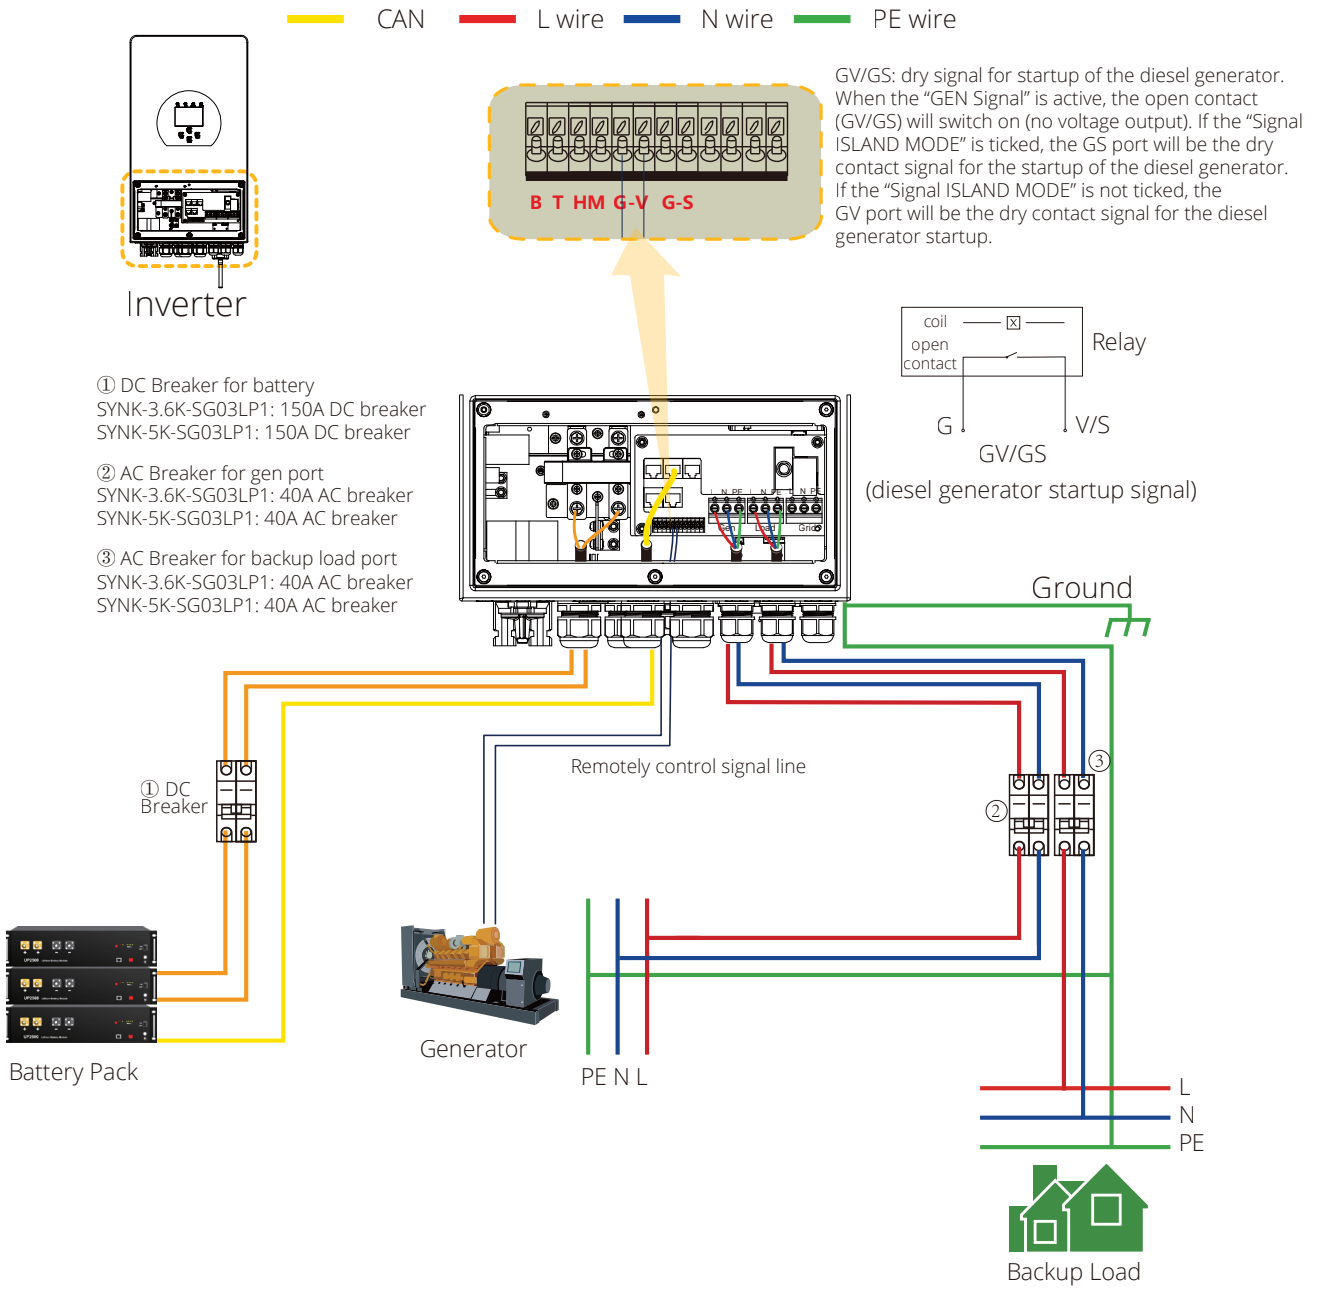 CAN L wire N wire PE wire
GV/GS: dry signal for startup of the diesel generator.
When the “GEN Signal” is active, the open contact
(GV/GS) will switch on (no voltage output). If the “Signal
ISLAND MODE” is ticked, the GS port will be the dry
contact signal for the startup of the diesel generator.
If the “Signal ISLAND MODE” is not ticked, the
GV port will be the dry contact signal for the diesel
generator startup.
B T HM G-V G-S
Inverter
coil
open
contact
Relay
G
V/S
GV/GS
(diesel generator startup signal)
① DC Breaker for battery
SYNK-3.6K-SG03LP1: 150A DC breaker
SYNK-5K-SG03LP1: 150A DC breaker
② AC Breaker for gen port
SYNK-3.6K-SG03LP1: 40A AC breaker
SYNK-5K-SG03LP1: 40A AC breaker
③ AC Breaker for backup load port
SYNK-3.6K-SG03LP1: 40A AC breaker
SYNK-5K-SG03LP1: 40A AC breaker
L N PE L N PE L N PE
Gen Load Grid
Ground
Remotely control signal line
① DC
Breaker
②
③
Battery Pack
Generator
PE N L
L
N
PE
Backup Load